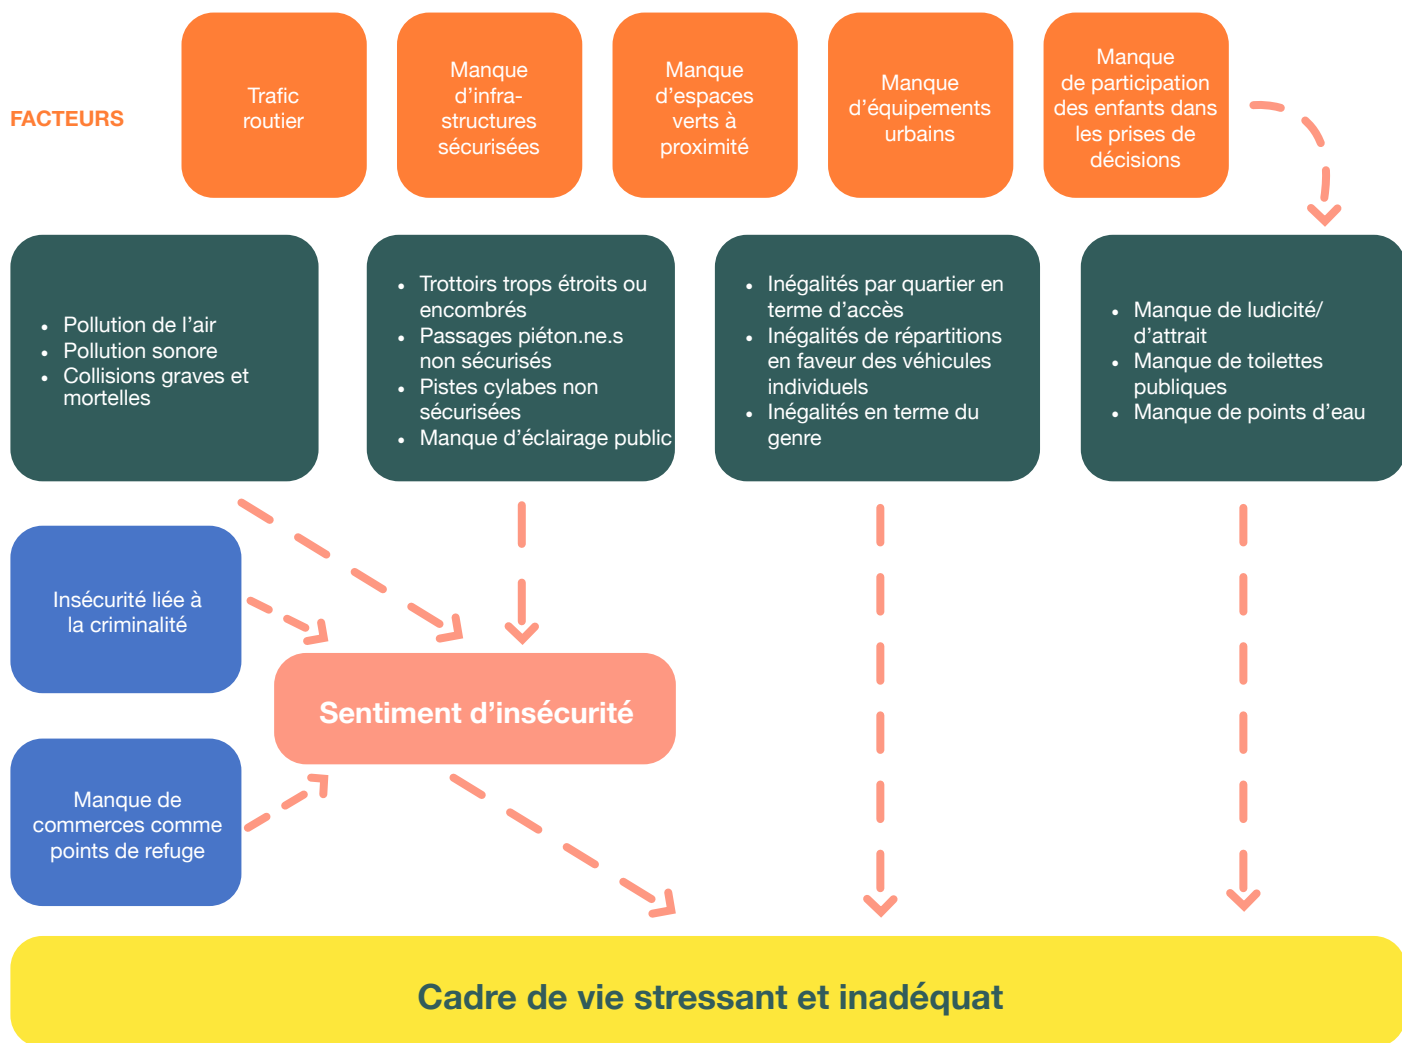 FACTEURS
Trafic
routier
Manque
d'infra-
structures
sécurisées
Manque
d'espaces
verts à
proximité
Manque
d'équipements
urbains
Manque
de participation
des enfants dans
les prises de
décisions
• Pollution de l'air
• Pollution sonore
• Collisions graves et
mortelles
• Trottoirs trops étroits ou
encombrés
• Passages piéton.ne.s
non sécurisés
• Pistes cylabes non
sécurisées
• Manque d'éclairage public
• Inégalités par quartier en
terme d'accès
• Inégalités de répartitions
en faveur des véhicules
individuels
• Inégalités en terme du
genre
• Manque de ludicité/
d'attrait
• Manque de toilettes
publiques
• Manque de points d'eau
Insécurité liée à
la criminalité
Sentiment d'insécurité
Manque de
commerces comme
points de refuge
Cadre de vie stressant et inadéquat